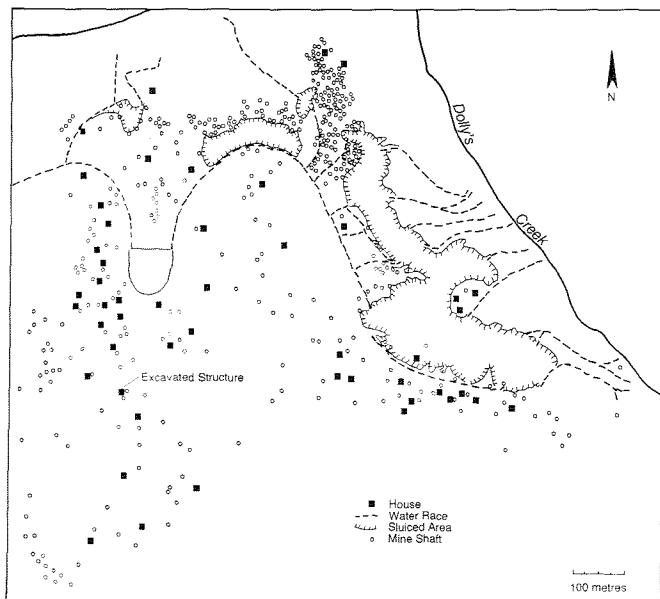 N
Dolly's
Creek
Excavated Structure
House
Water Race
Sluiced Area
Mine Shaft
100 metres